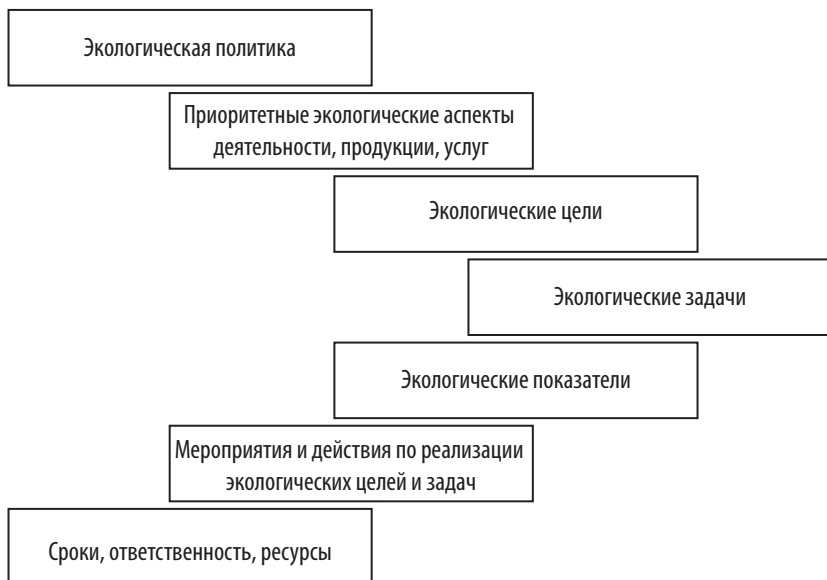 Экологическая политика
Приоритетные экологические аспекты
деятельности, продукции, услуг
Экологические цели
Экологические задачи
Экологические показатели
Мероприятия и действия по реализации
экологических целей и задач
Сроки, ответственность, ресурсы